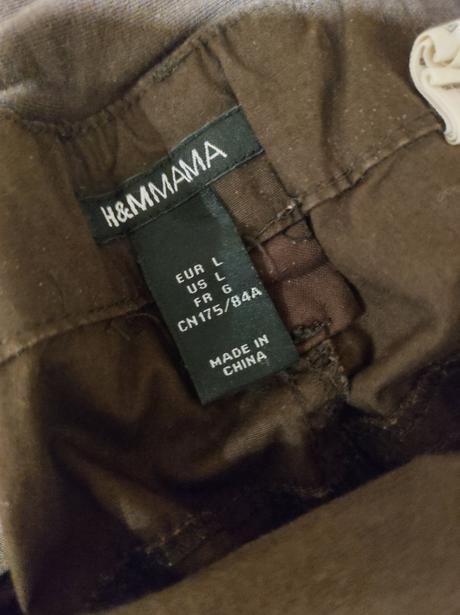 H&MMAMA
EUR L
US L
FR G
CN175/84A
MADE IN
CHINA